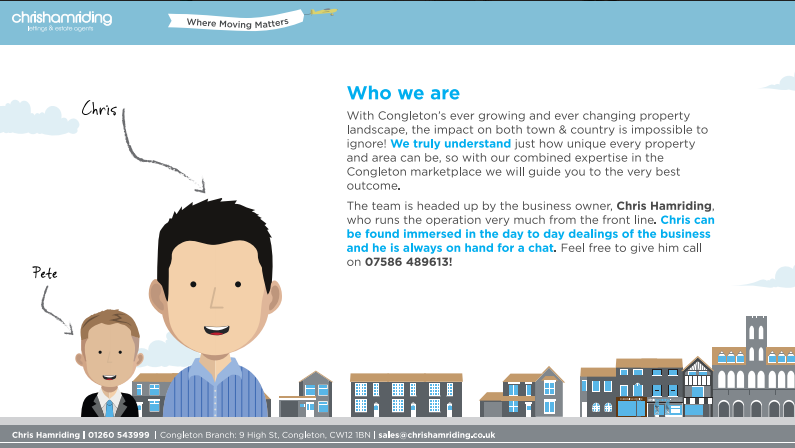 chrishamriding
lettings & estate agents
Where Moving Matters
Chris
Pete
Who we are
With Congleton's ever growing and ever changing property
landscape, the impact on both town & country is impossible to
ignore! We truly understand just how unique every property
and area can be, so with our combined expertise in the
Congleton marketplace we will guide you to the very best
outcome.
The team is headed up by the business owner, Chris Hamriding,
who runs the operation very much from the front line. Chris can
be found immersed in the day to day dealings of the business
and he is always on hand for a chat. Feel free to give him call
on 07586 489613!
Chris Hamriding | 01260 543999 | Congleton Branch: 9 High St, Congleton, CW12 1BN | sales@chrishamriding.co.uk